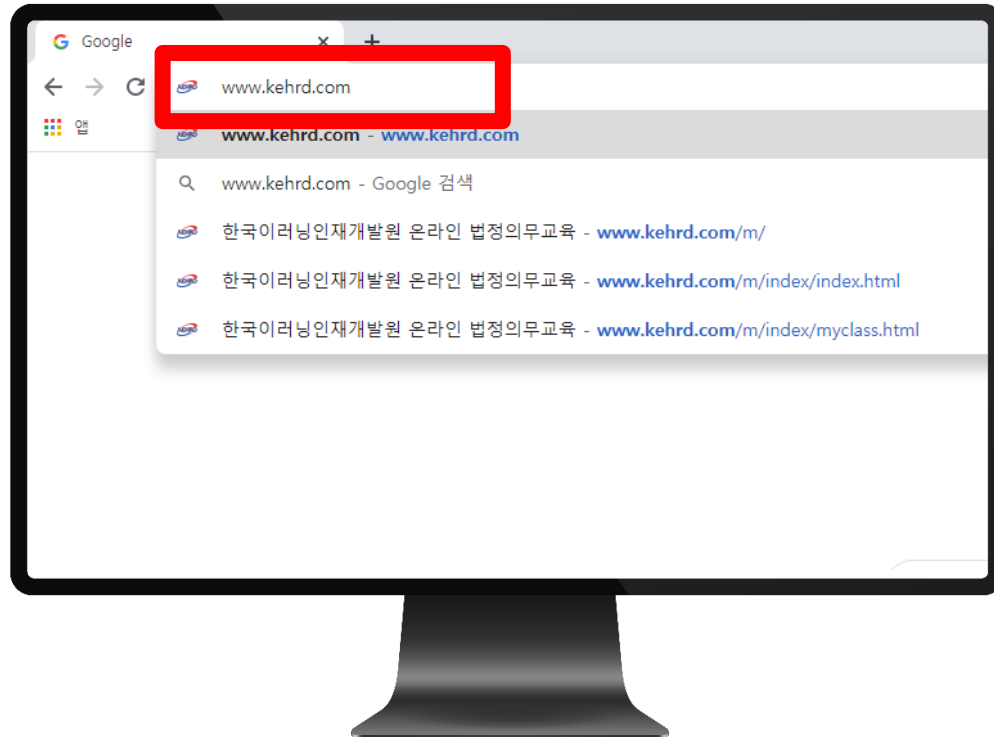 Google
www.kehrd.com
앱
www.kehrd.com - www.kehrd.com
www.kehrd.com - Google 검색
한국이러닝인재개발원 온라인 법정의무교육 - www.kehrd.com/m/
한국이러닝인재개발원 온라인 법정의무교육 - www.kehrd.com/m/index/index.html
한국이러닝인재개발원 온라인 법정의무교육 - www.kehrd.com/m/index/myclass.html